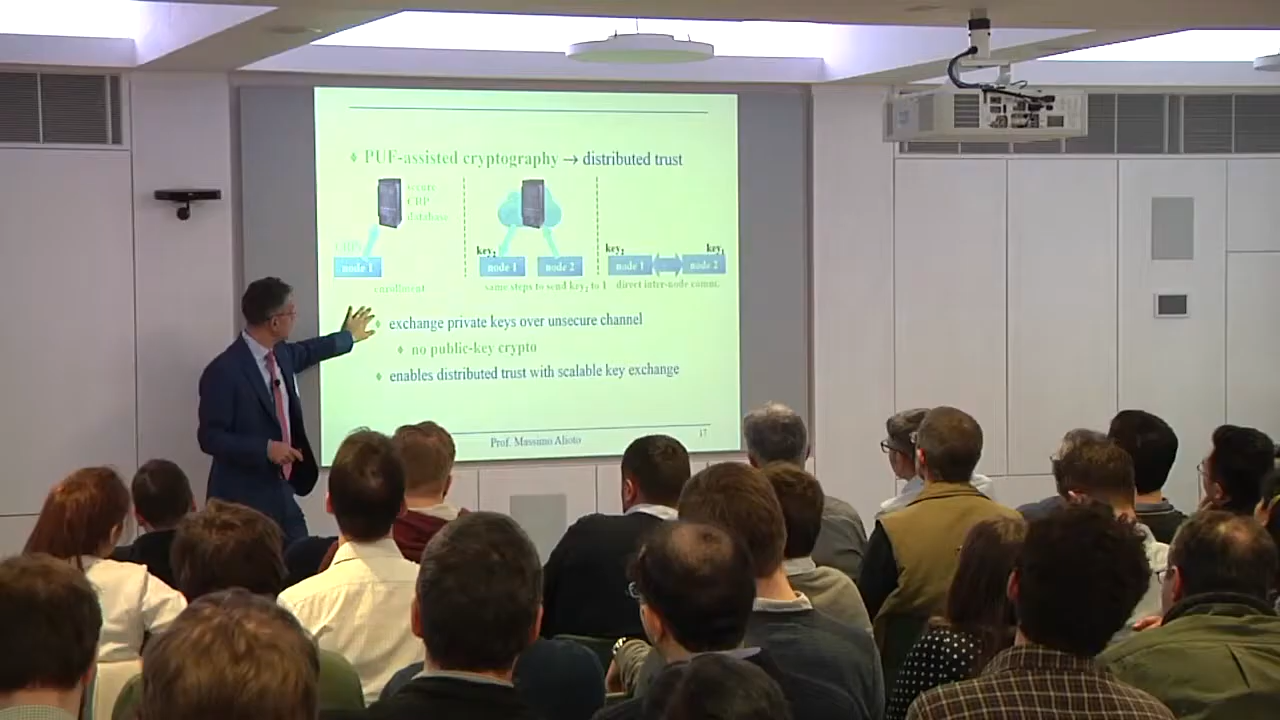 PUF-assisted cryptography → distributed trust
secure
CRP
database
CRPs
node 1
enrollment
key2
node 1
node 2
same steps to send key2 to 1
key2
key1
node 1
node 2
direct inter-node comm.
exchange private keys over unsecure channel
no public-key crypto
enables distributed trust with scalable key exchange
Prof. Massimo Alioto
17